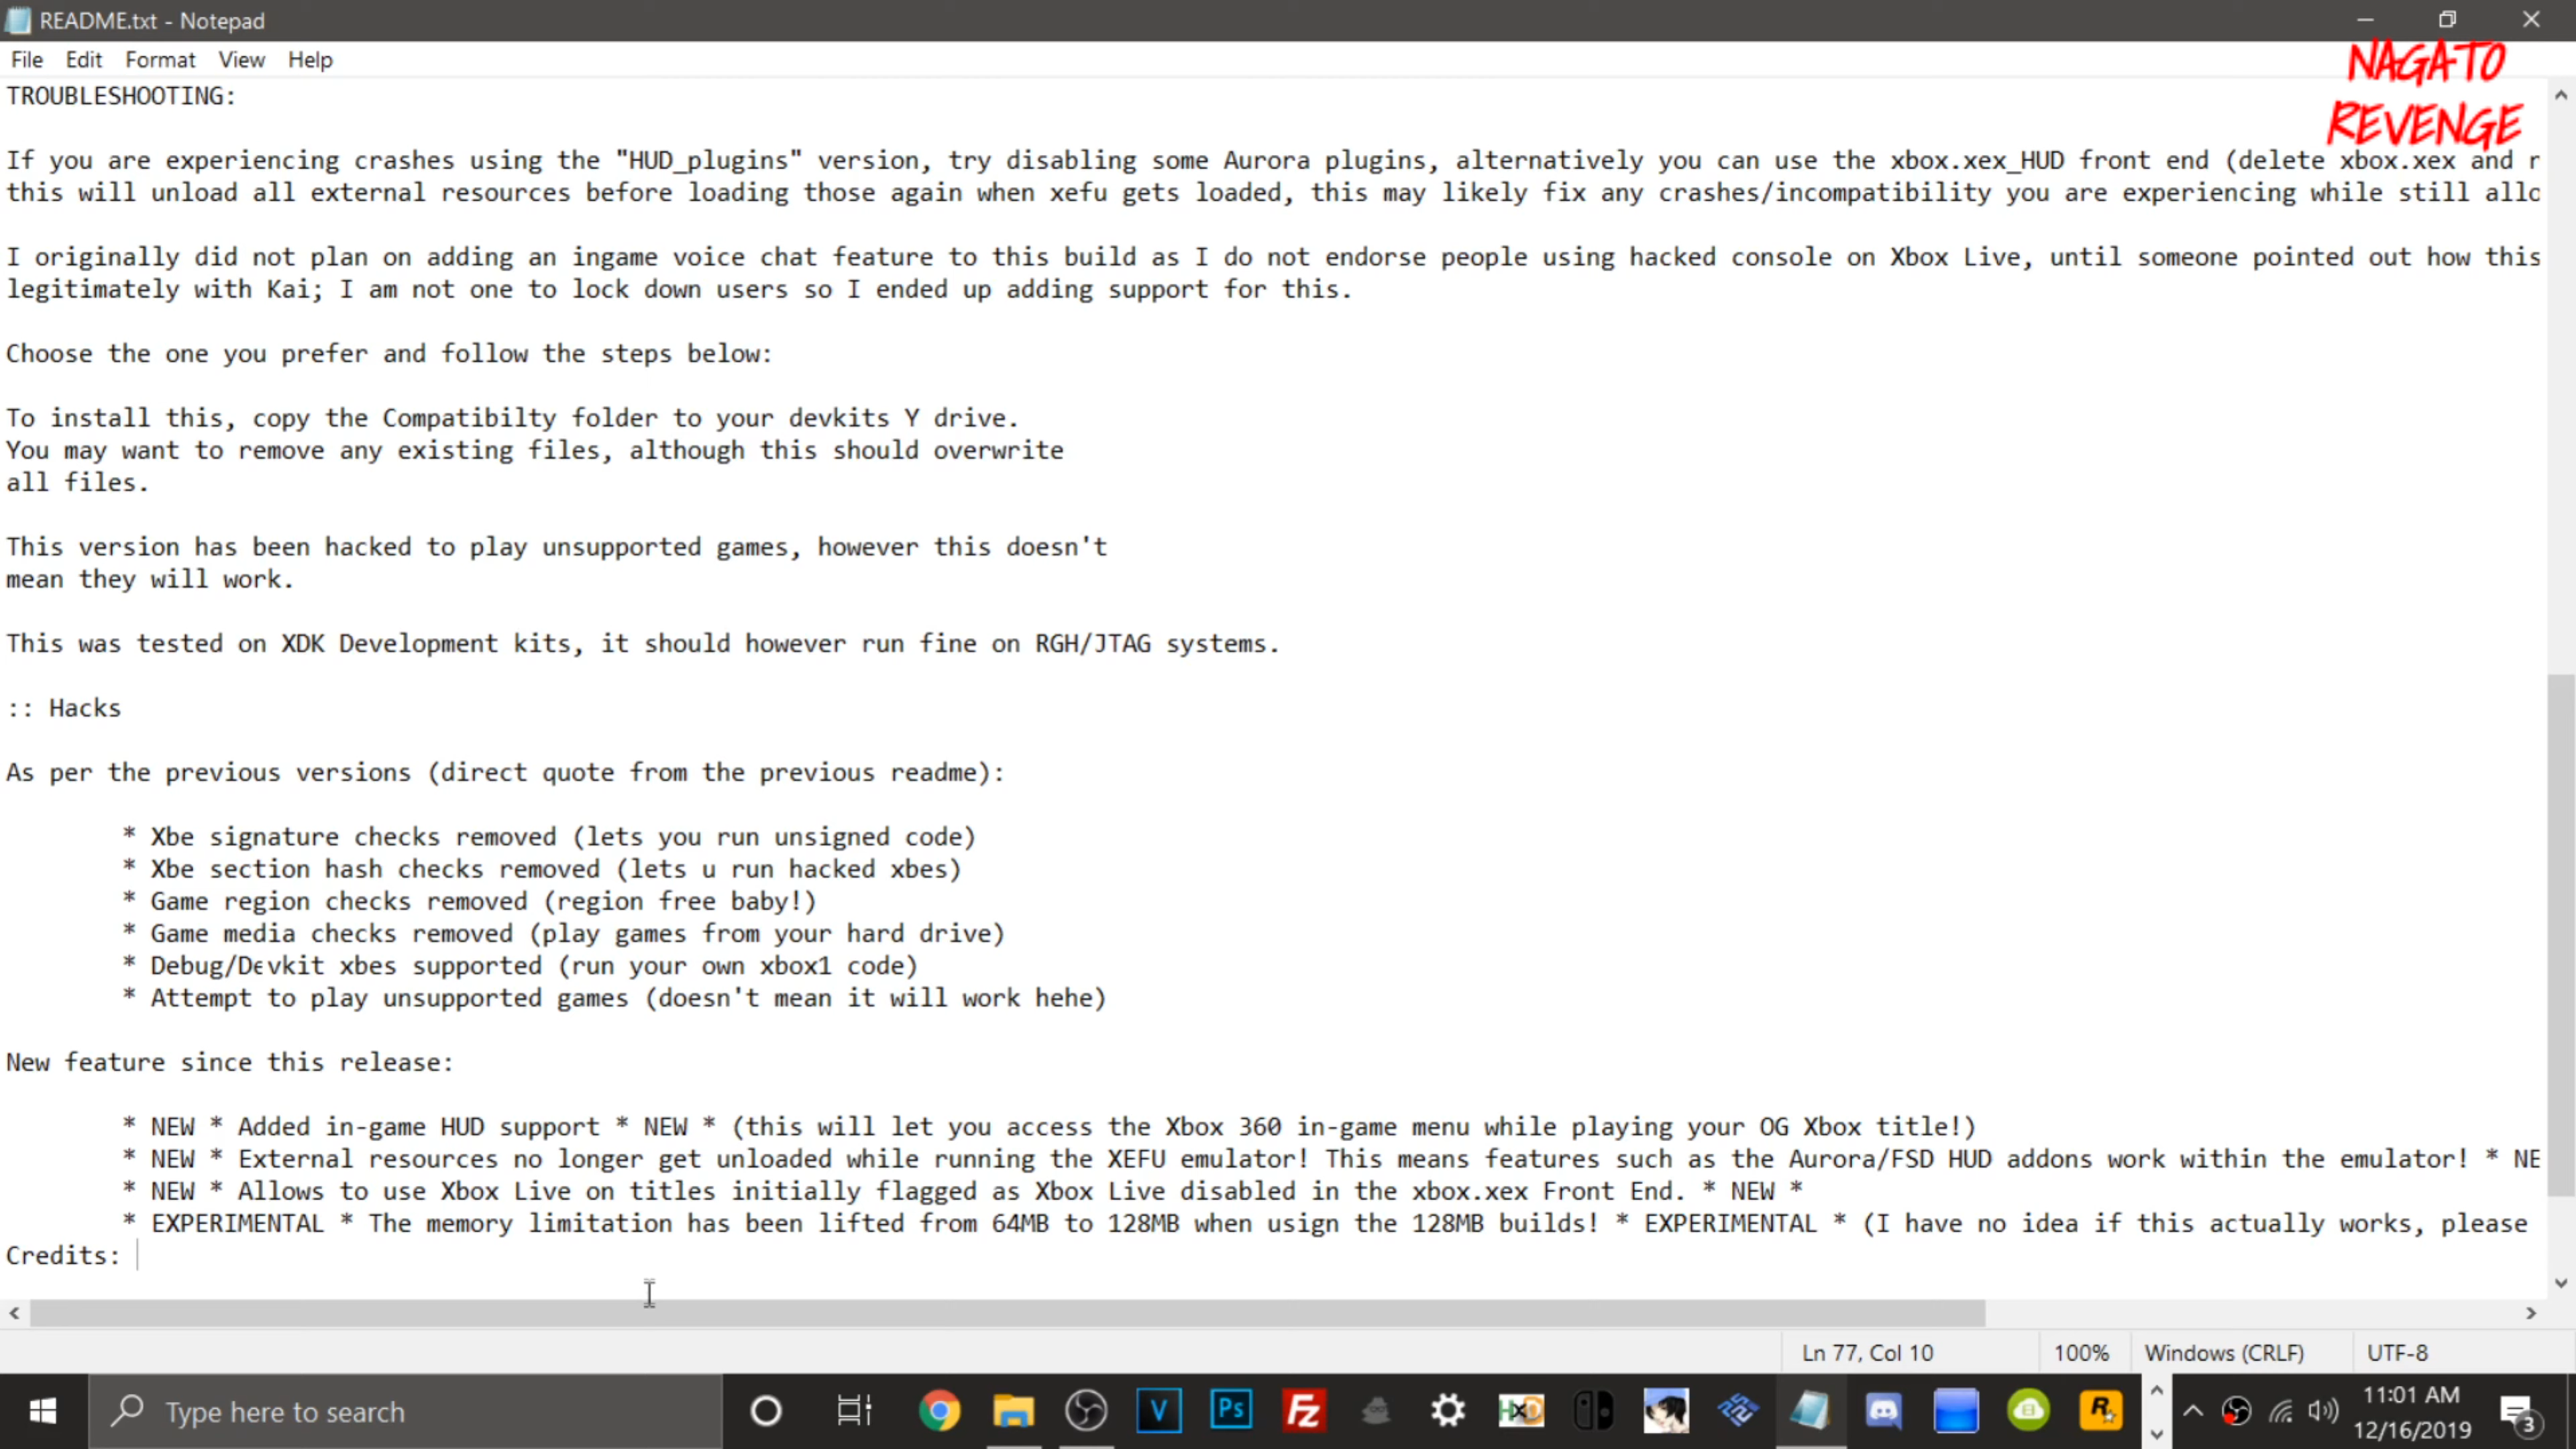 README.txt - Notepad
File Edit Format View Help
NAGATO
REVENGE
TROUBLESHOOTING:
If you are experiencing crashes using the "HUD_plugins" version, try disabling some Aurora plugins, alternatively you can use the xbox.xex_HUD front end (delete xbox.xex and r
this will unload all external resources before loading those again when xefu gets loaded, this may likely fix any crashes/incompatibility you are experiencing while still allo
I originally did not plan on adding an ingame voice chat feature to this build as I do not endorse people using hacked console on Xbox Live, until someone pointed out how this
legitimately with Kai; I am not one to lock down users so I ended up adding support for this.
Choose the one you prefer and follow the steps below:
To install this, copy the Compatibilty folder to your devkits Y drive.
You may want to remove any existing files, although this should overwrite
all files.
This version has been hacked to play unsupported games, however this doesn't
mean they will work.
This was tested on XDK Development kits, it should however run fine on RGH/JTAG systems.
:: Hacks
As per the previous versions (direct quote from the previous readme):
* Xbe signature checks removed (lets you run unsigned code)
* Xbe section hash checks removed (lets u run hacked xbes)
* Game region checks removed (region free baby!)
* Game media checks removed (play games from your hard drive)
* Debug/Devkit xbes supported (run your own xbox1 code)
* Attempt to play unsupported games (doesn't mean it will work hehe)
New feature since this release:
* NEW * Added in-game HUD support * NEW * (this will let you access the Xbox 360 in-game menu while playing your OG Xbox title!)
* NEW * External resources no longer get unloaded while running the XEFU emulator! This means features such as the Aurora/FSD HUD addons work within the emulator! * NE
* NEW * Allows to use Xbox Live on titles initially flagged as Xbox Live disabled in the xbox.xex Front End. * NEW *
* EXPERIMENTAL * The memory limitation has been lifted from 64MB to 128MB when usign the 128MB builds! * EXPERIMENTAL * (I have no idea if this actually works, please
Credits:
Ln 77, Col 10 100% Windows (CRLF) UTF-8
Type here to search
V
Ps
Fz
HxD
R
11:01 AM
12/16/2019
3